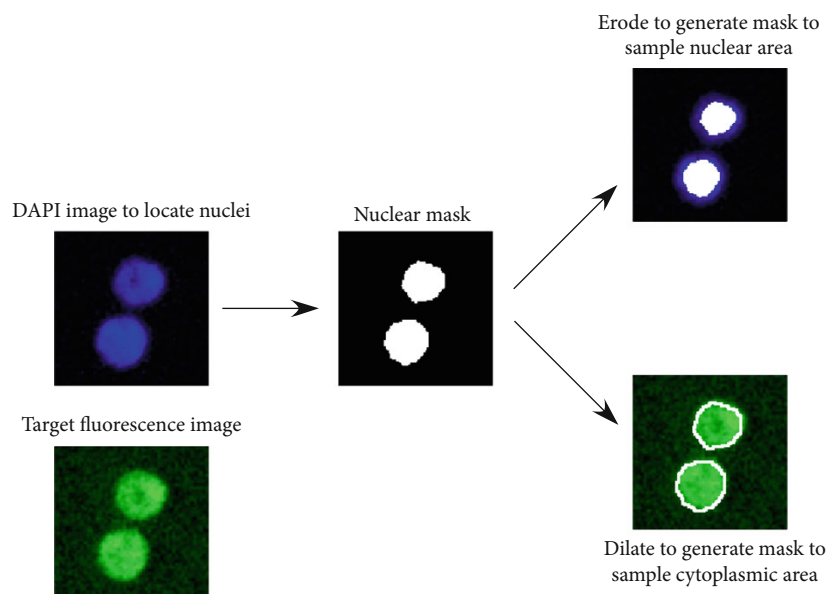 DAPI image to locate nuclei
Target fluorescence image
Nuclear mask
Erode to generate mask to
sample nuclear area
Dilate to generate mask to
sample cytoplasmic area